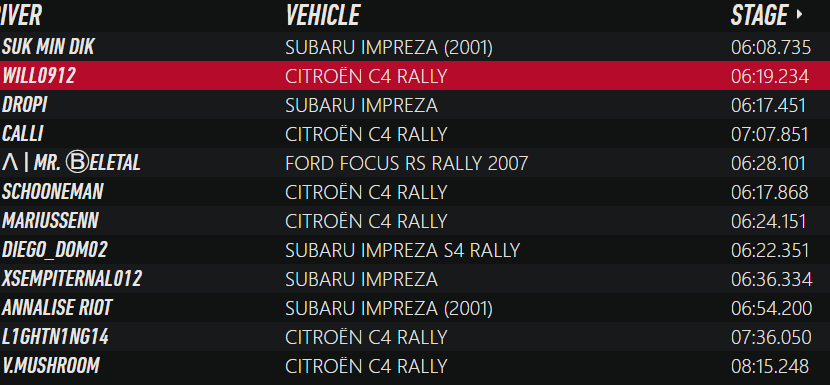 IVER VEHICLE STAGE
SUK MIN DIK SUBARU IMPREZA (2001) 06:08.735
WILL0912 CITROËN C4 RALLY 06:19.234
DROPI SUBARU IMPREZA 06:17.451
CALLI CITROËN C4 RALLY 07:07.851
Λ | MR. ⒷELETAL FORD FOCUS RS RALLY 2007 06:28.101
SCHOONEMAN CITROËN C4 RALLY 06:17.868
MARIUSSENN CITROËN C4 RALLY 06:24.151
DIEGO_DOM02 SUBARU IMPREZA S4 RALLY 06:22.351
XSEMPITERNAL012 SUBARU IMPREZA 06:36.334
ANNALISE RIOT SUBARU IMPREZA (2001) 06:54.200
L1GHTN1NG14 CITROËN C4 RALLY 07:36.050
V.MUSHROOM CITROËN C4 RALLY 08:15.248